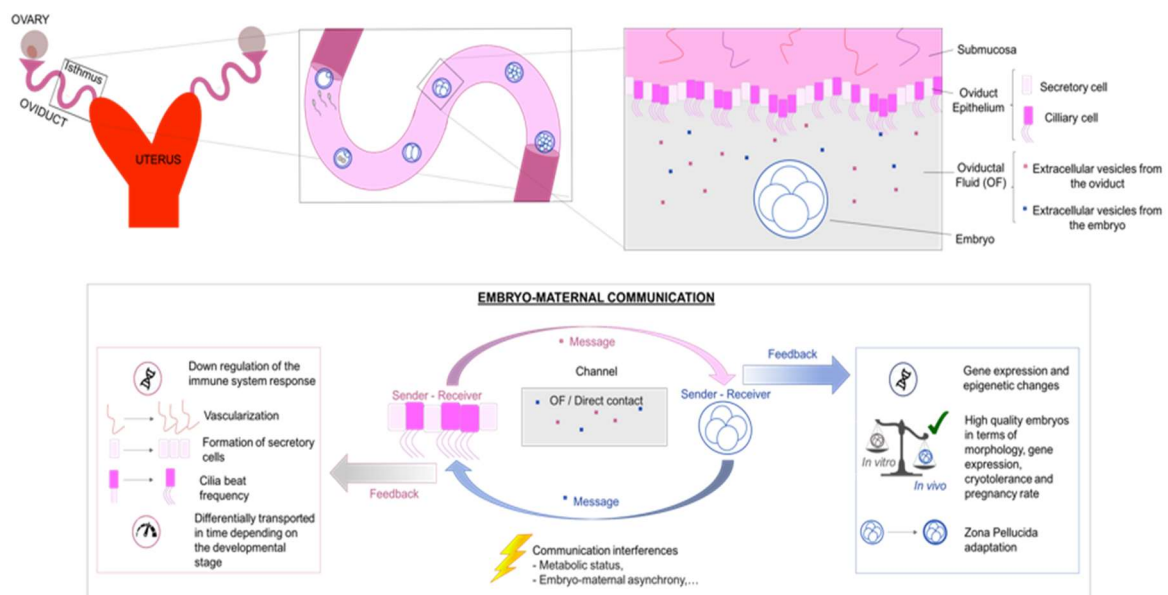 OVARY
Isthmus
OVIDUCT
UTERUS
Submucosa
Oviduct
Epithelium
Secretory cell
Cilliary cell
Oviductal
Fluid (OF)
Extracellular vesicles from
the oviduct
Extracellular vesicles from
the embryo
Embryo
EMBRYO-MATERNAL COMMUNICATION
Down regulation of the
immune system response
Vascularization
Formation of secretory
cells
Cilia beat
frequency
Differentially transported
in time depending on
the developmental
stage
Message
Channel
Sender - Receiver
OF / Direct contact
Sender - Receiver
Feedback
Feedback
Message
Communication interferences
- Metabolic status,
- Embryo-maternal asynchrony,...
Gene expression and
epigenetic changes
High quality embryos
in terms of
morphology, gene
expression,
cryotolerance and
pregnancy rate
In vitro
In vivo
Zona Pellucida
adaptation